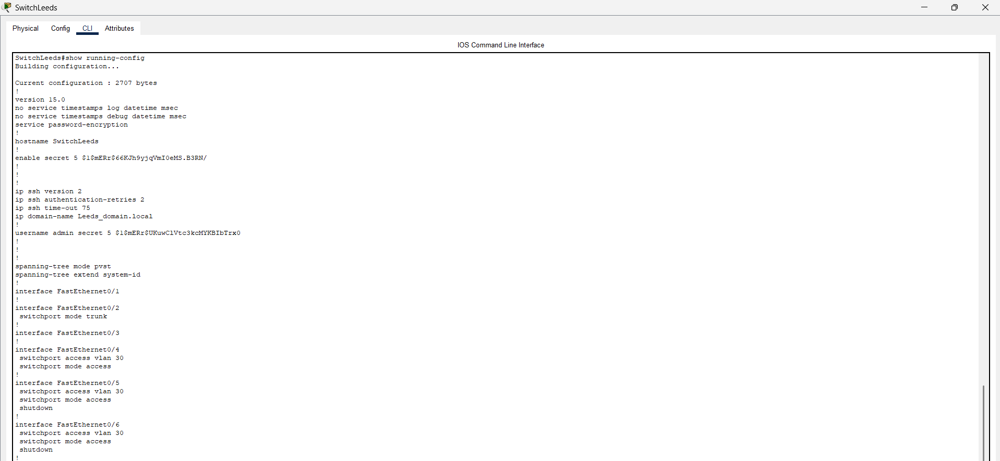 SwitchLeeds
Physical Config CLI Attributes
IOS Command Line Interface
SwitchLeeds#show running-config
Building configuration...
Current configuration : 2707 bytes
!
version 15.0
no service timestamps log datetime msec
no service timestamps debug datetime msec
service password-encryption
!
hostname SwitchLeeds
!
enable secret 5 $1$mERr$66KJh9yjqVmI0eMS.B3RN/
!
!
!
ip ssh version 2
ip ssh authentication-retries 2
ip ssh time-out 75
ip domain-name Leeds_domain.local
!
username admin secret 5 $1$mERr$UKuwClVtc3kcMYKBIbTrx0
!
!
!
spanning-tree mode pvst
spanning-tree extend system-id
!
interface FastEthernet0/1
!
interface FastEthernet0/2
switchport mode trunk
!
interface FastEthernet0/3
!
interface FastEthernet0/4
switchport access vlan 30
switchport mode access
!
interface FastEthernet0/5
switchport access vlan 30
switchport mode access
shutdown
!
interface FastEthernet0/6
switchport access vlan 30
switchport mode access
shutdown
!